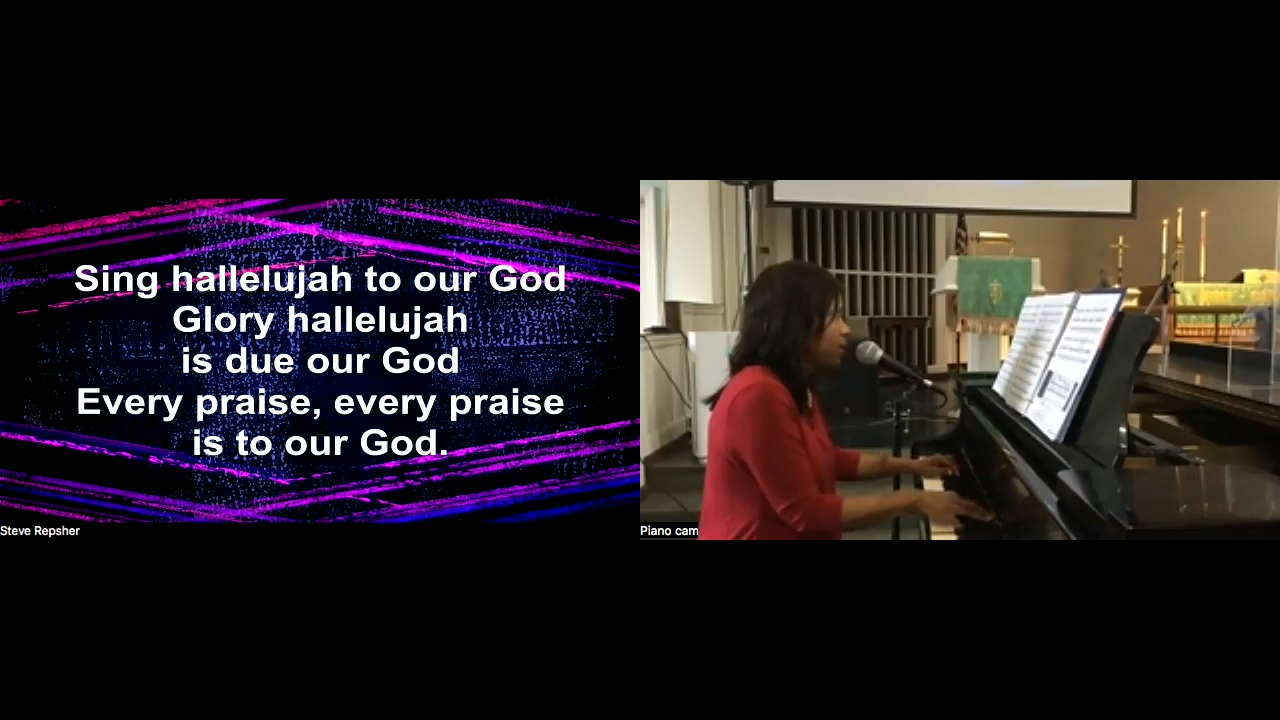 Sing hallelujah to our God
Glory hallelujah
is due our God
Every praise, every praise
is to our God.
Steve Repsher
Piano cam